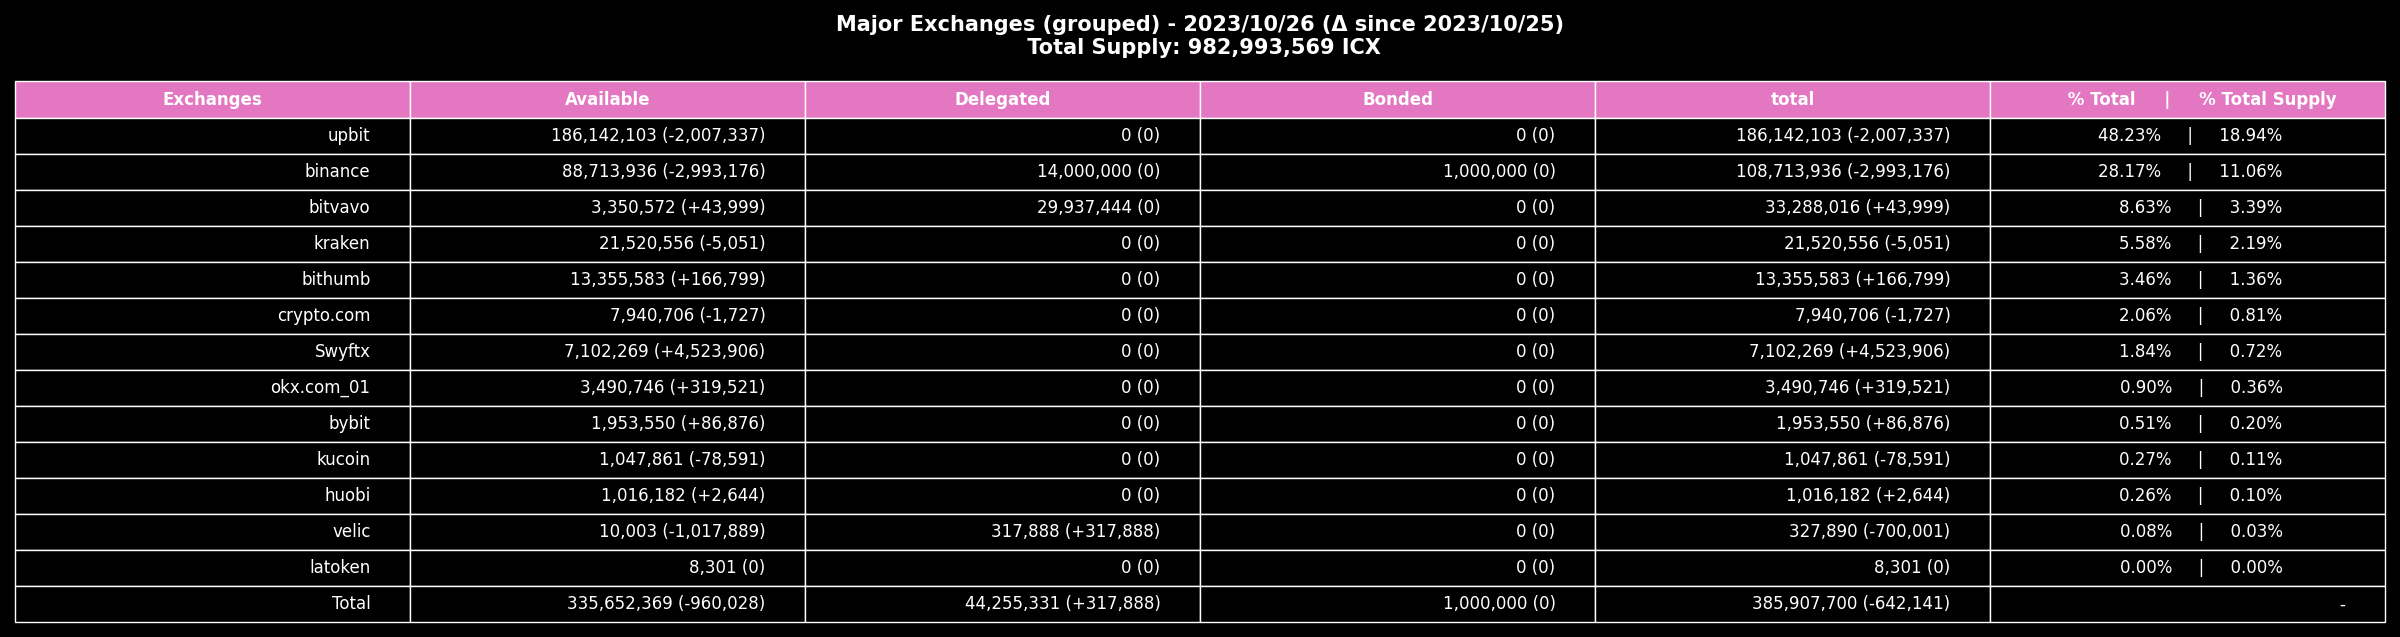 Major Exchanges (grouped) - 2023/10/26 (Δ since 2023/10/25)
Total Supply: 982,993,569 ICX
Exchanges Available Delegated Bonded total % Total | % Total Supply
upbit 186,142,103 (-2,007,337) 0 (0) 0 (0) 186,142,103 (-2,007,337) 48.23% | 18.94%
binance 88,713,936 (-2,993,176) 14,000,000 (0) 1,000,000 (0) 108,713,936 (-2,993,176) 28.17% | 11.06%
bitvavo 3,350,572 (+43,999) 29,937,444 (0) 0 (0) 33,288,016 (+43,999) 8.63% | 3.39%
kraken 21,520,556 (-5,051) 0 (0) 0 (0) 21,520,556 (-5,051) 5.58% | 2.19%
bithumb 13,355,583 (+166,799) 0 (0) 0 (0) 13,355,583 (+166,799) 3.46% | 1.36%
crypto.com 7,940,706 (-1,727) 0 (0) 0 (0) 7,940,706 (-1,727) 2.06% | 0.81%
Swyftx 7,102,269 (+4,523,906) 0 (0) 0 (0) 7,102,269 (+4,523,906) 1.84% | 0.72%
okx.com_01 3,490,746 (+319,521) 0 (0) 0 (0) 3,490,746 (+319,521) 0.90% | 0.36%
bybit 1,953,550 (+86,876) 0 (0) 0 (0) 1,953,550 (+86,876) 0.51% | 0.20%
kucoin 1,047,861 (-78,591) 0 (0) 0 (0) 1,047,861 (-78,591) 0.27% | 0.11%
huobi 1,016,182 (+2,644) 0 (0) 0 (0) 1,016,182 (+2,644) 0.26% | 0.10%
velic 10,003 (-1,017,889) 317,888 (+317,888) 0 (0) 327,890 (-700,001) 0.08% | 0.03%
latoken 8,301 (0) 0 (0) 0 (0) 8,301 (0) 0.00% | 0.00%
Total 335,652,369 (-960,028) 44,255,331 (+317,888) 1,000,000 (0) 385,907,700 (-642,141) -